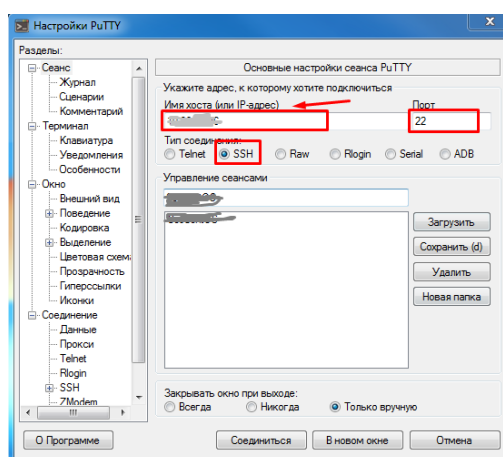 Настройки PuTTY
Разделы:
Сеанс
Журнал
Сценарии
Комментарий
Терминал
Клавиатура
Уведомления
Особенности
Окно
Внешний вид
Поведение
Кодировка
Выделение
Цветовая схема
Прозрачность
Гиперссылки
Иконки
Соединение
Данные
Прокси
Telnet
Rlogin
SSH
ZModem
Основные настройки сеанса PuTTY
Укажите адрес, к которому хотите подключиться
Имя хоста (или IP-адрес) Порт
22
Тип соединения:
Telnet SSH Raw Rlogin Serial ADB
Управление сеансами
Загрузить
Сохранить (d)
Удалить
Новая папка
Закрывать окно при выходе:
Всегда Никогда Только вручную
О Программе Соединиться В новом окне Отмена